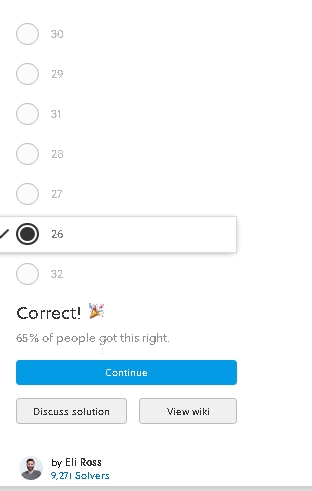 30
29
31
28
27
26
32
Correct! 🎉
65% of people got this right.
Continue
Discuss solution
View wiki
by Eli Ross
9,271 Solvers